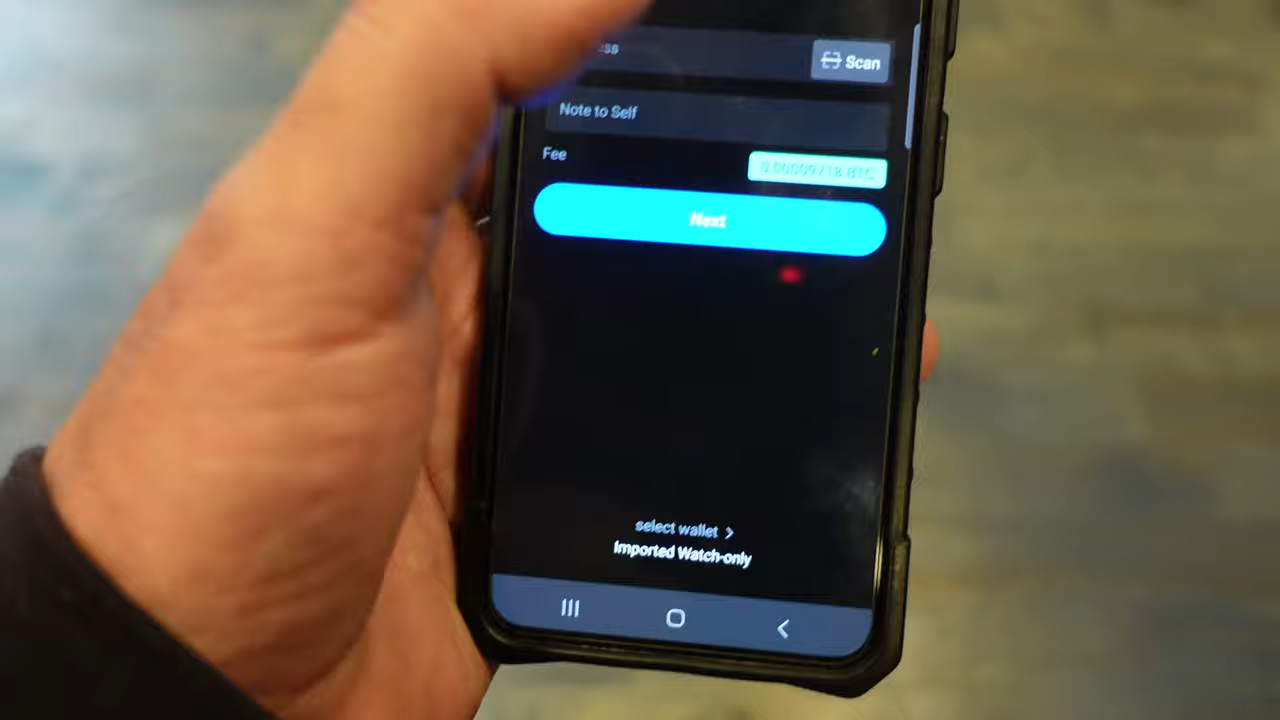 Scan
Note to Self
Fee
Next
select wallet
Imported Watch-only